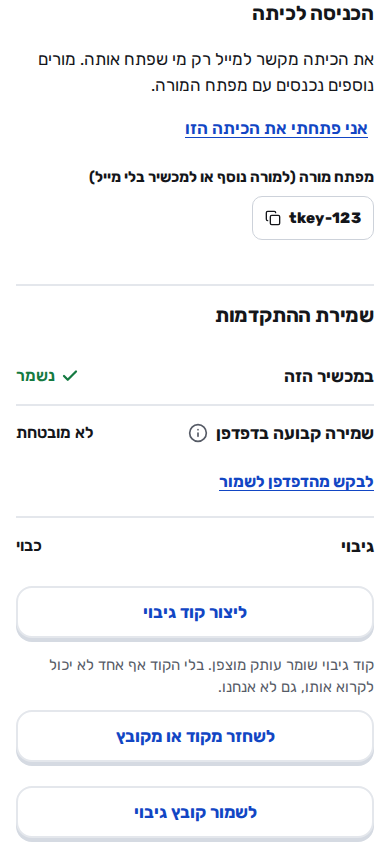 הכניסה לכיתה
את הכיתה מקשר למייל רק מי שפתח אותה. מורים
נוספים נכנסים עם מפתח המורה.
אני פתחתי את הכיתה הזו
מפתח מורה (למורה נוסף או למכשיר בלי מייל)
tkey-123
שמירת ההתקדמות
במכשיר הזה
נשמר
שמירה קבועה בדפדפן
לא מובטחת
לבקש מהדפדפן לשמור
גיבוי
כבוי
ליצור קוד גיבוי
קוד גיבוי שומר עותק מוצפן. בלי הקוד אף אחד לא יכול
לקרוא אותו, גם לא אנחנו.
לשחזר מקוד או מקובץ
לשמור קובץ גיבוי